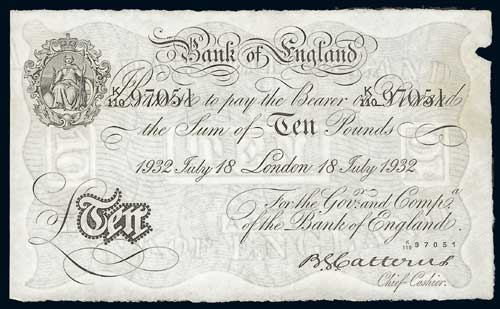 Bank of England
K/110 97051 K/110 97051
Promise to pay the Bearer on Demand
the Sum of Ten Pounds
1932 July 18 London 18 July 1932
For the Govr. and Compa.
of the Bank of England.
K/110 97051
£Ten
B G Catterns
Chief Cashier.